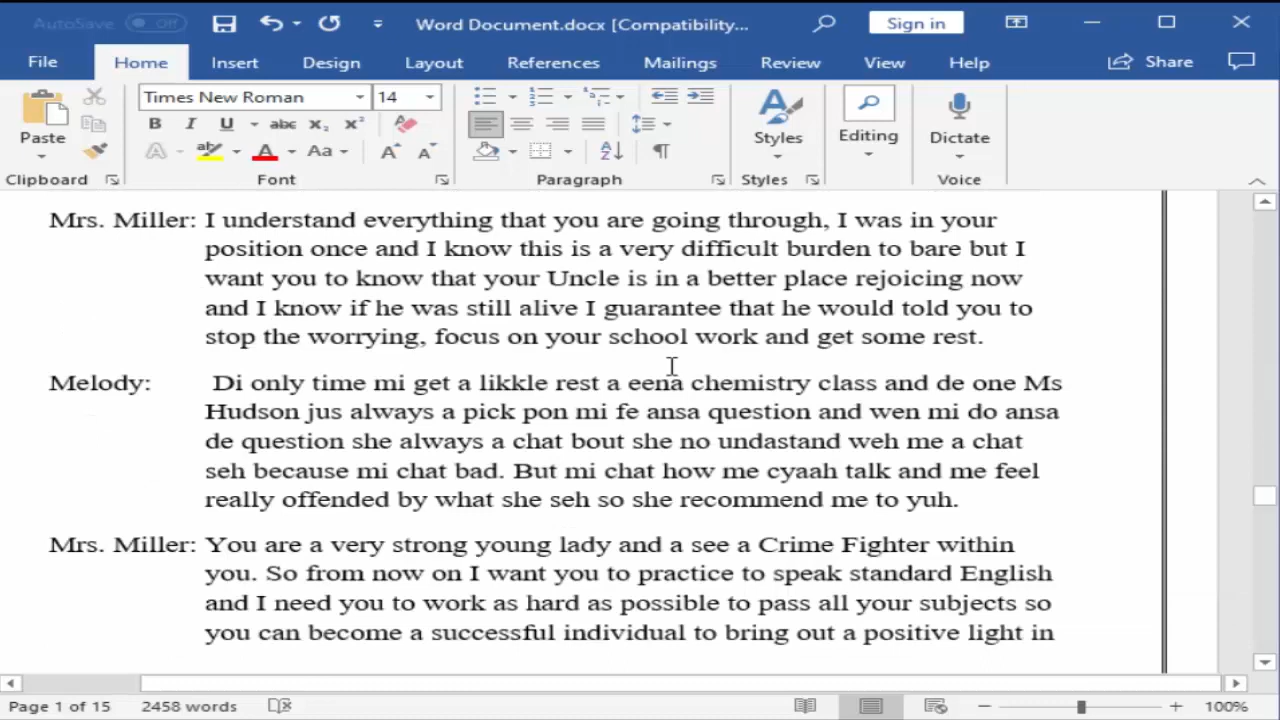 AutoSave Off Word Document.docx [Compatibility... Sign in
File Home Insert Design Layout References Mailings Review View Help Share
Times New Roman 14
Paste B I U abc x₂ x² Styles Editing Dictate
A A Aa A A
Clipboard Font Paragraph Styles Voice
Mrs. Miller: I understand everything that you are going through, I was in your
position once and I know this is a very difficult burden to bare but I
want you to know that your Uncle is in a better place rejoicing now
and I know if he was still alive I guarantee that he would told you to
stop the worrying, focus on your school work and get some rest.
Melody: Di only time mi get a likkle rest a eena chemistry class and de one Ms
Hudson jus always a pick pon mi fe ansa question and wen mi do ansa
de question she always a chat bout she no undastand weh me a chat
seh because mi chat bad. But mi chat how me cyaah talk and me feel
really offended by what she seh so she recommend me to yuh.
Mrs. Miller: You are a very strong young lady and a see a Crime Fighter within
you. So from now on I want you to practice to speak standard English
and I need you to work as hard as possible to pass all your subjects so
you can become a successful individual to bring out a positive light in
Page 1 of 15 2458 words 100%